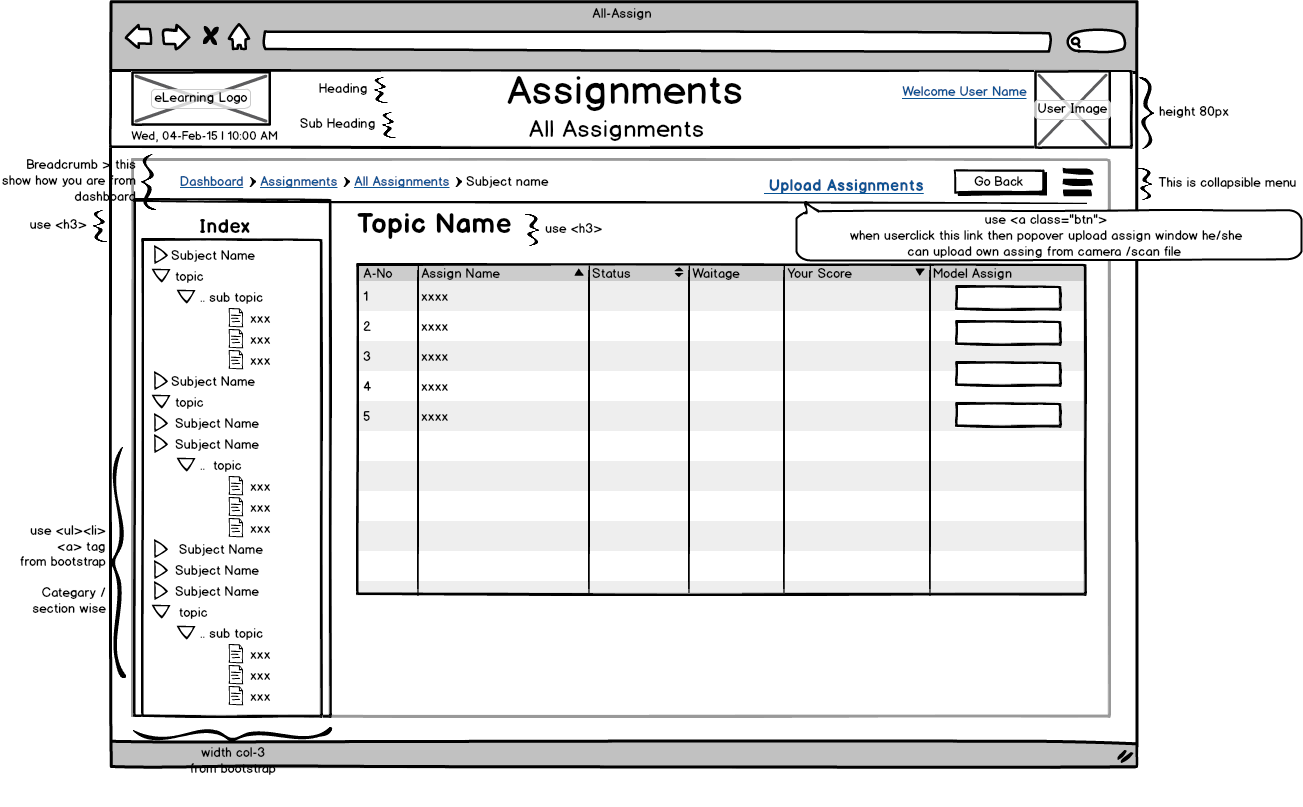 All-Assign
eLearning Logo
Wed, 04-Feb-15 | 10:00 AM
Heading
Sub Heading
Assignments
All Assignments
Welcome User Name
User Image
height 80px
Breadcrumb > this
show how you are from
dashboard
Dashboard > Assignments > All Assignments > Subject name
Upload Assignments
Go Back
This is collapsible menu
use <h3>
Index
Topic Name
use <h3>
use <a class="btn">
when userclick this link then popover upload assign window he/she
can upload own assing from camera /scan file
Subject Name
topic
.. sub topic
xxx
xxx
xxx
Subject Name
topic
Subject Name
Subject Name
.. topic
xxx
xxx
xxx
Subject Name
Subject Name
Subject Name
topic
.. sub topic
xxx
xxx
xxx
A-No Assign Name Status Waitage Your Score Model Assign
1 xxxx
2 xxxx
3 xxxx
4 xxxx
5 xxxx
use <ul><li>
<a> tag
from bootstrap
Categary /
section wise
width col-3
from bootstrap